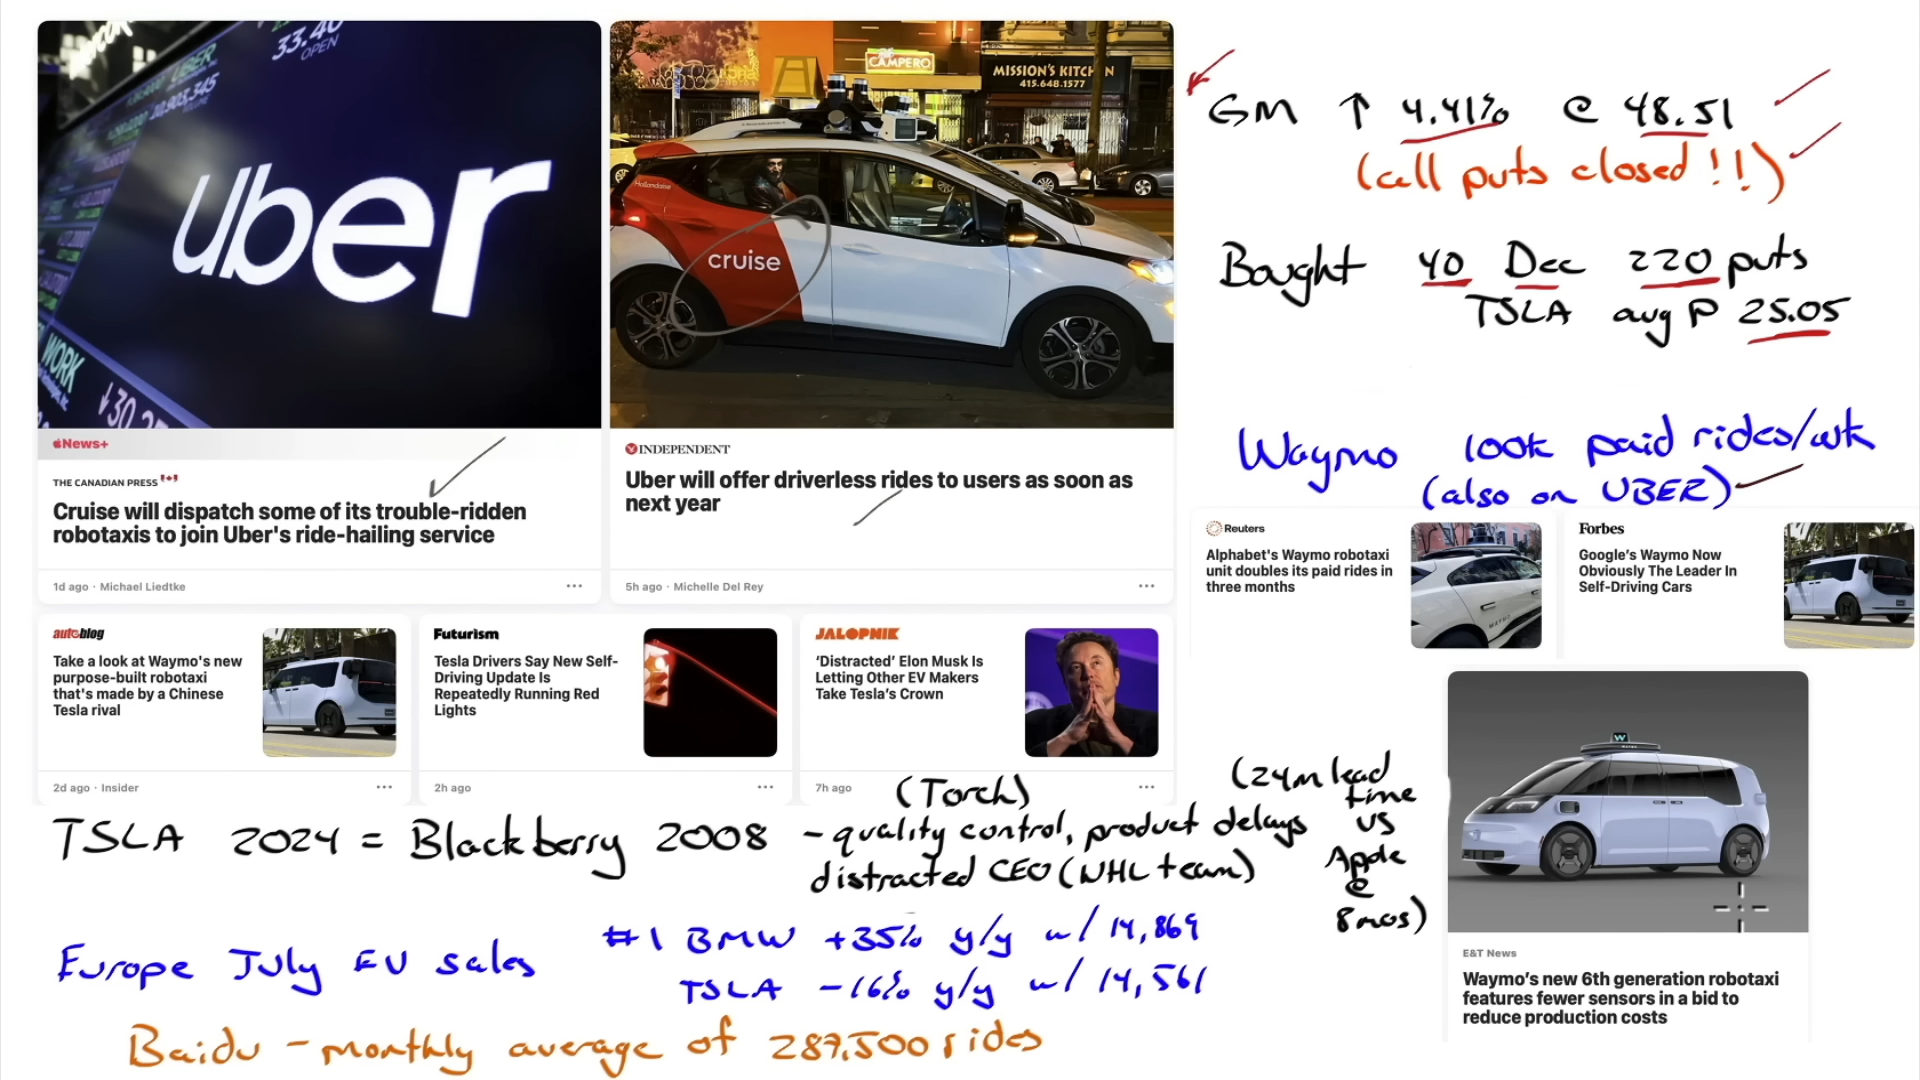 UBER
33.40
OPEN
uber
WORK
MISSION'S KITCHEN
415.648.1577
CAMPERO
cruise
News+
THE CANADIAN PRESS
Cruise will dispatch some of its trouble-ridden
robotaxis to join Uber's ride-hailing service
1d ago · Michael Liedtke
INDEPENDENT
Uber will offer driverless rides to users as soon as
next year
5h ago · Michelle Del Rey
GM ↑ 4.41% @ 48.51
(call puts closed!!)
Bought 40 Dec 220 puts
TSLA avg P 25.05
Waymo 100k paid rides/wk
(also on UBER)
Reuters
Alphabet's Waymo robotaxi
unit doubles its paid rides in
three months
Forbes
Google's Waymo Now
Obviously The Leader In
Self-Driving Cars
autoblog
Take a look at Waymo's new
purpose-built robotaxi
that's made by a Chinese
Tesla rival
2d ago · Insider
Futurism
Tesla Drivers Say New Self-
Driving Update Is
Repeatedly Running Red
Lights
2h ago
JALOPNIK
'Distracted' Elon Musk Is
Letting Other EV Makers
Take Tesla's Crown
7h ago
(Torch)
TSLA 2024 = Blackberry 2008 - quality control, product delays
distracted CEO (NHL team)
(24m lead
time
vs
Apple
@
8mos)
Europe July EV sales #1 BMW +35% y/y w/ 14,869
TSLA -16% y/y w/ 14,561
Baidu - monthly average of 287,500 rides
E&T News
Waymo's new 6th generation robotaxi
features fewer sensors in a bid to
reduce production costs